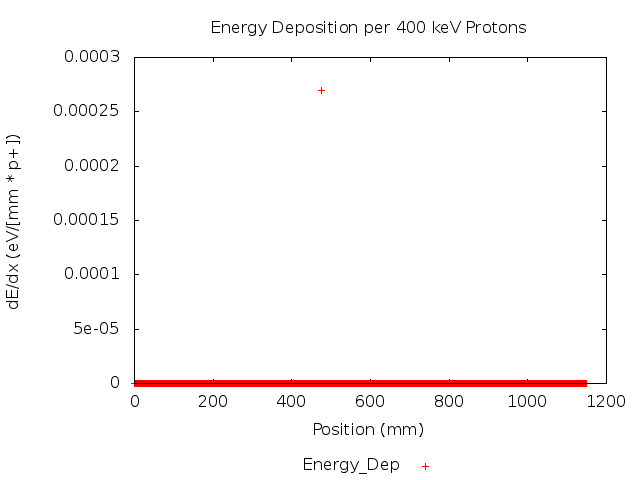 Energy Deposition per 400 keV Protons
0.0003
0.00025
0.0002
0.00015
0.0001
5e-05
0
dE/dx (eV/[mm * p+])
0 200 400 600 800 1000 1200
Position (mm)
Energy_Dep